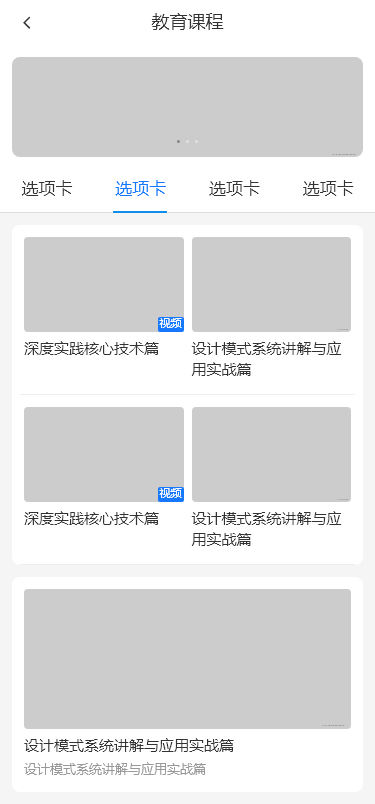 教育课程
选项卡 选项卡 选项卡 选项卡
视频
深度实践核心技术篇
设计模式系统讲解与应
用实战篇
视频
深度实践核心技术篇
设计模式系统讲解与应
用实战篇
设计模式系统讲解与应用实战篇
设计模式系统讲解与应用实战篇